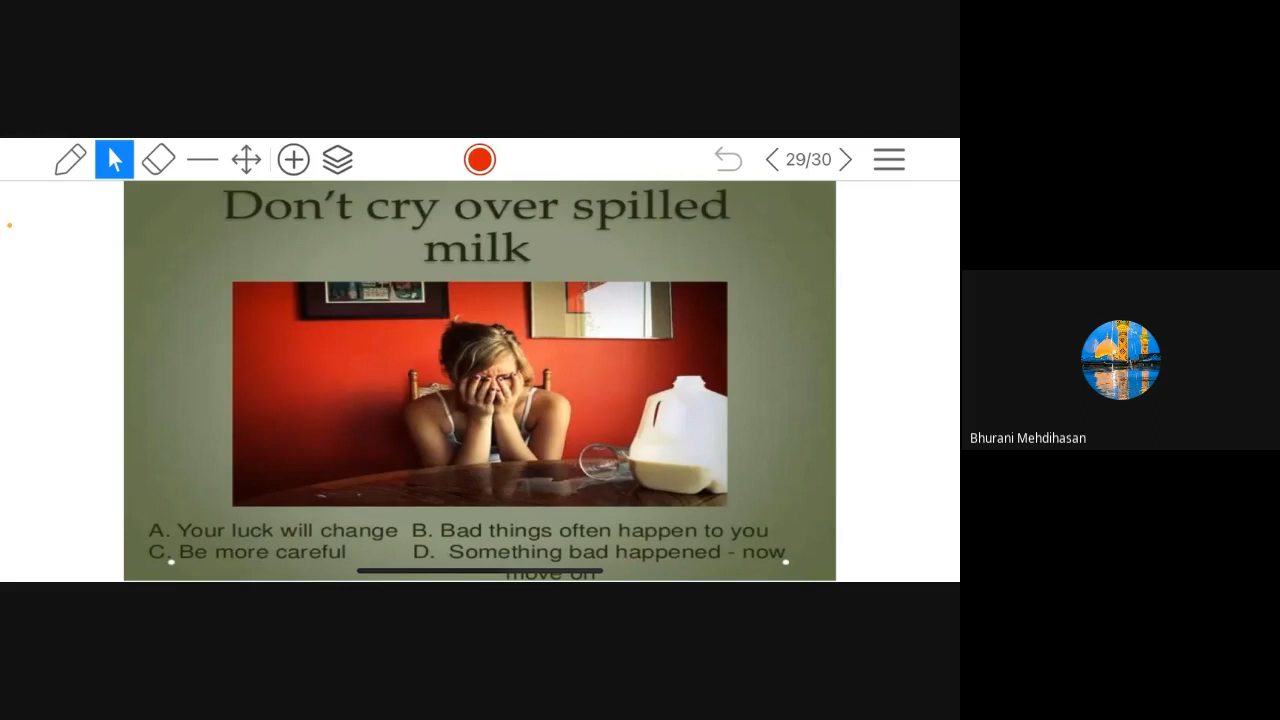 29/30
Don't cry over spilled
milk
A. Your luck will change B. Bad things often happen to you
C. Be more careful D. Something bad happened - now
move on
Bhurani Mehdihasan